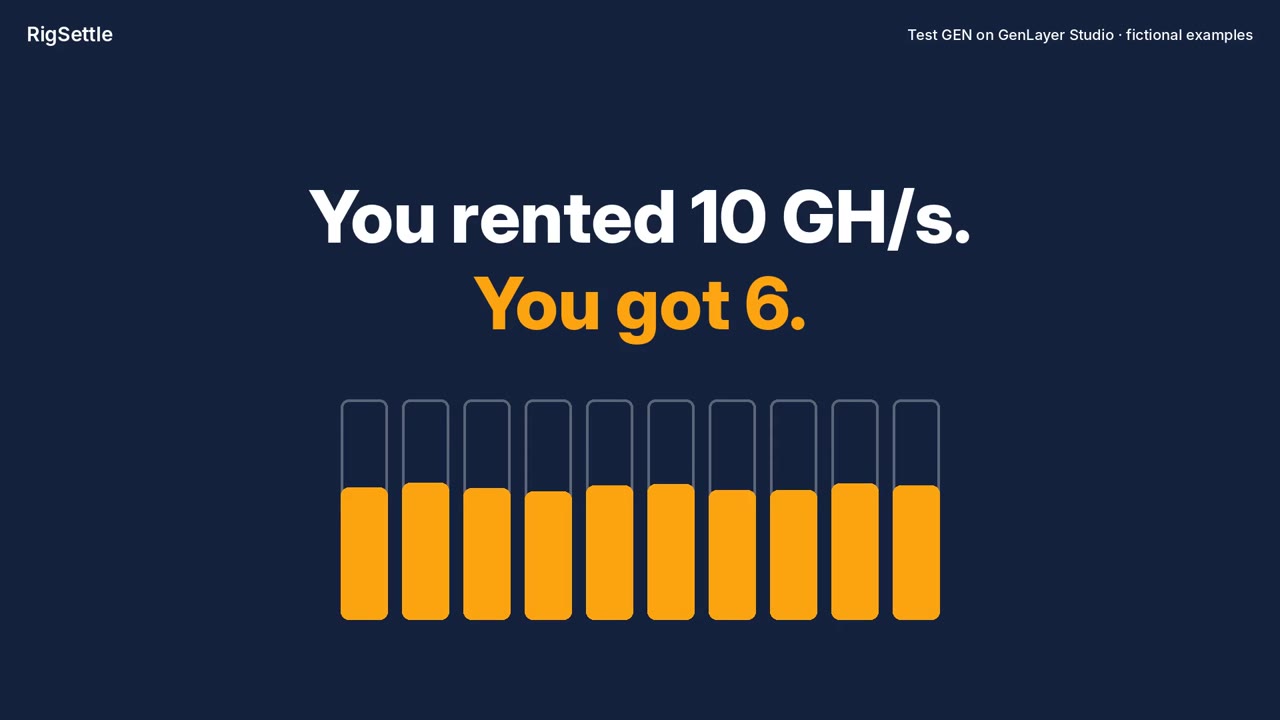 RigSettle
Test GEN on GenLayer Studio · fictional examples
You rented 10 GH/s.
You got 6.